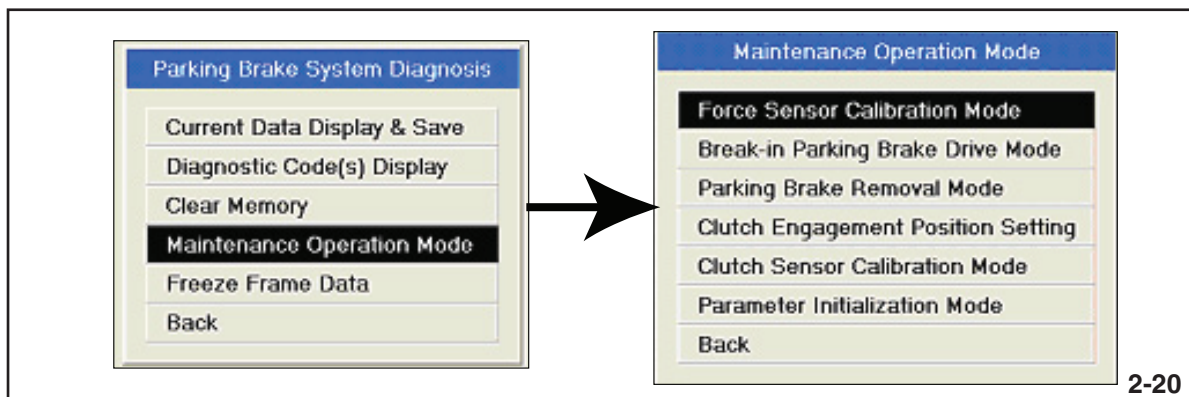 Parking Brake System Diagnosis
Current Data Display & Save
Diagnostic Code(s) Display
Clear Memory
Maintenance Operation Mode
Freeze Frame Data
Back
Maintenance Operation Mode
Force Sensor Calibration Mode
Break-in Parking Brake Drive Mode
Parking Brake Removal Mode
Clutch Engagement Position Setting
Clutch Sensor Calibration Mode
Parameter Initialization Mode
Back
2-20